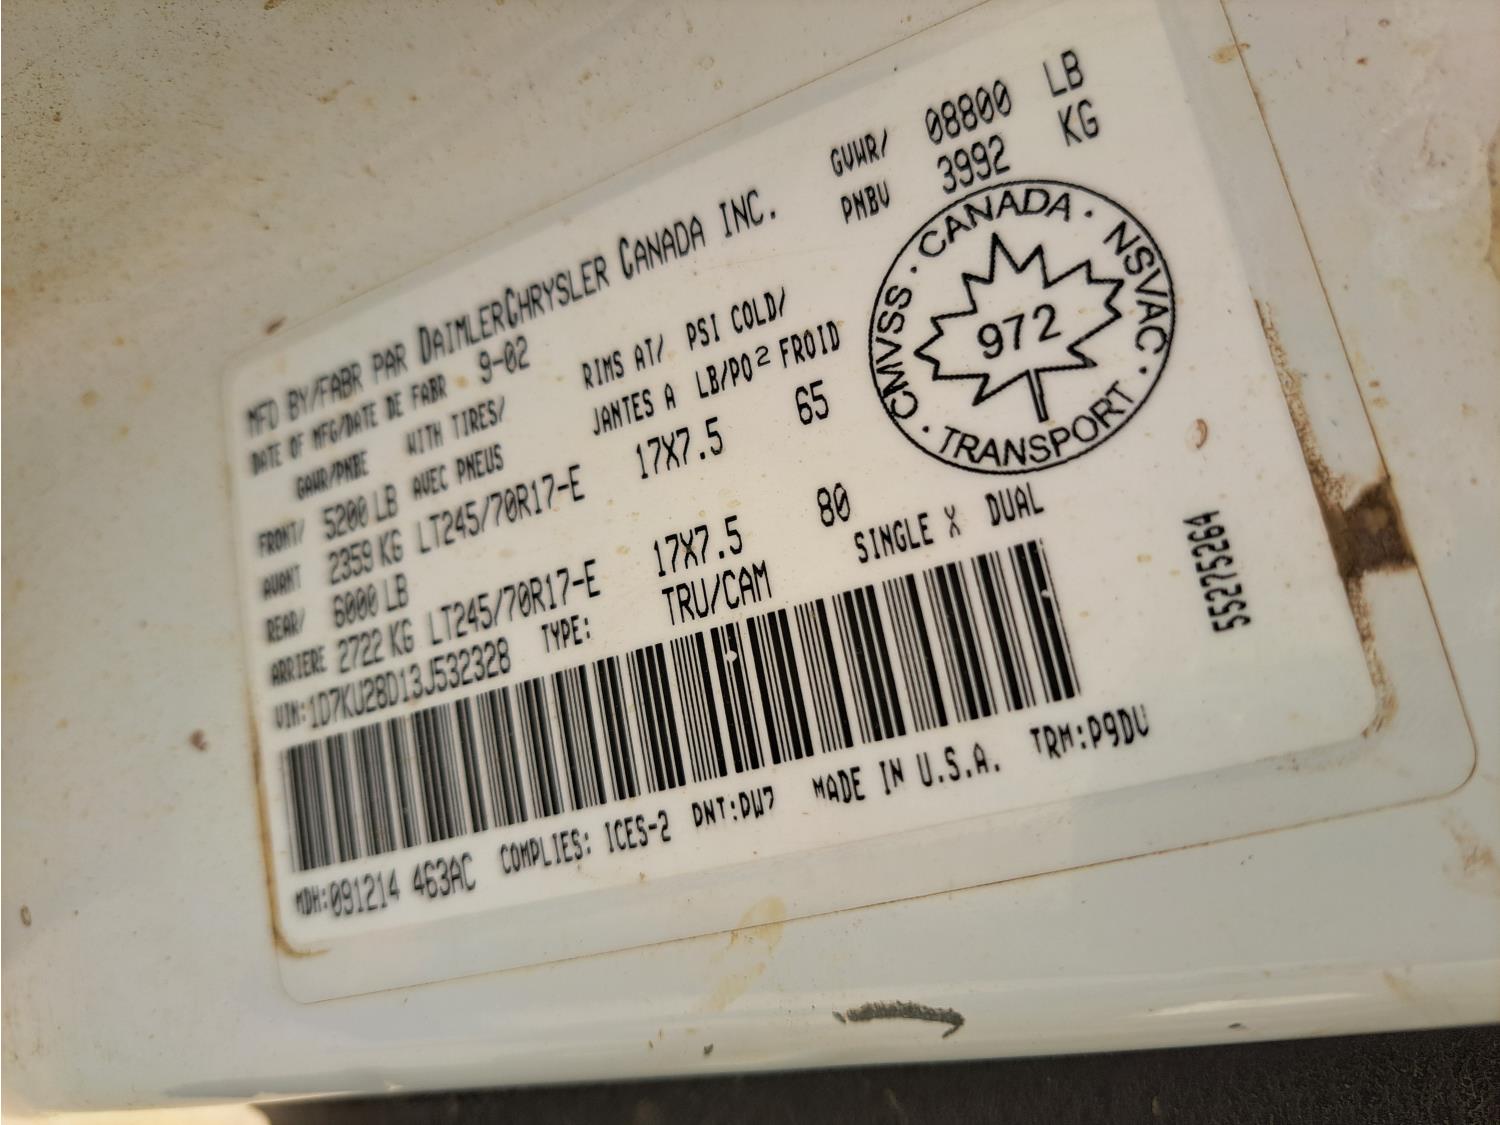 MFD BY/FABR PAR DAIMLERCHRYSLER CANADA INC.
GVWR/ 08800 LB
PNBV 3992 KG
DATE OF MFG/DATE DE FABR 9-02
GAWR/PNBE WITH TIRES/ RIMS AT/ PSI COLD/
AVEC PNEUS JANTES A LB/PO² FROID
FRONT/ 5200 LB
AVANT 2359 KG LT245/70R17-E 17X7.5 65
REAR/ 6000 LB
ARRIERE 2722 KG LT245/70R17-E 17X7.5 80
VIN:1D7KU28D13J532328 TYPE: TRU/CAM SINGLE X DUAL
MDH:091214 463AC COMPLIES: ICES-2 PNT:PW7 MADE IN U.S.A. TRM:P9DV
CMVSS · CANADA · NSVAC · TRANSPORT ·
972
55275264